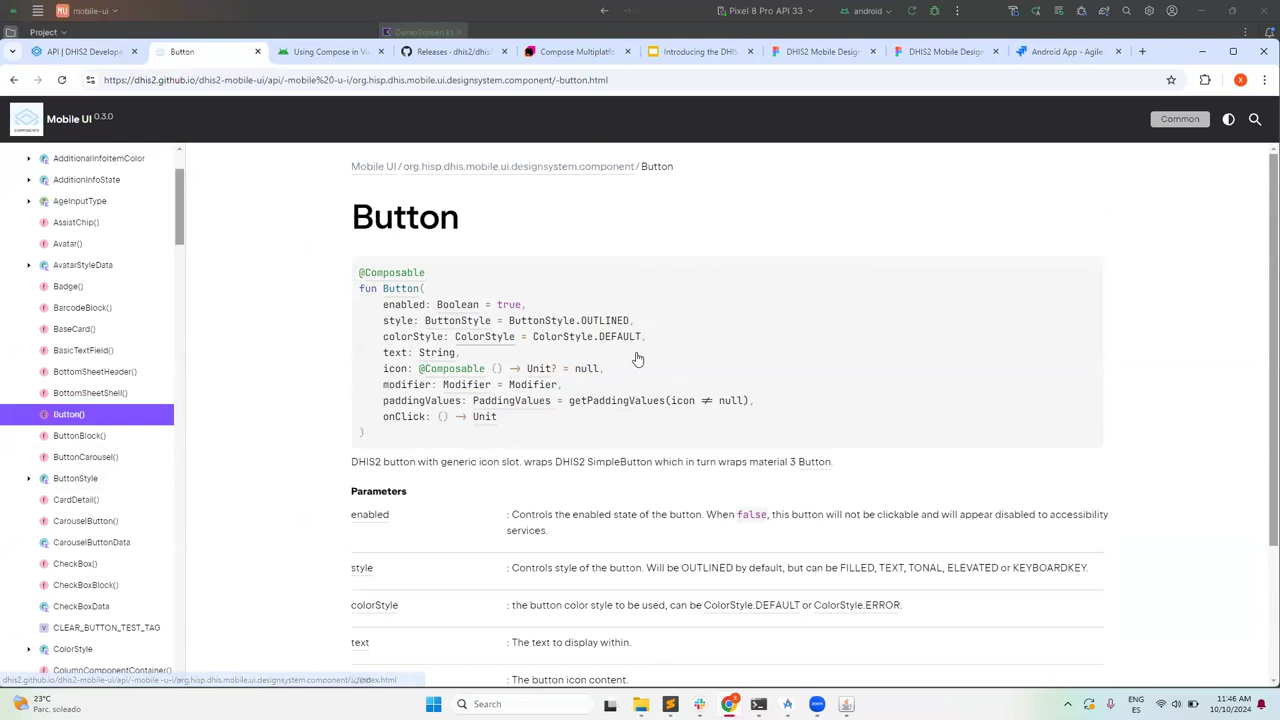 mobile-ui
Pixel 8 Pro API 33
android
Project
DemoScreen.kt
API | DHIS2 Develope
Button
Using Compose in Vie
Releases · dhis2/dhis
Compose Multiplatfo
Introducing the DHIS
DHIS2 Mobile Design
DHIS2 Mobile Design
Android App - Agile
https://dhis2.github.io/dhis2-mobile-ui/api/-mobile%20-u-i/org.hisp.dhis.mobile.ui.designsystem.component/-button.html
Mobile UI 0.3.0
Common
COMPONENTS
AdditionalInfoItemColor
AdditionInfoState
AgeInputType
AssistChip()
Avatar()
AvatarStyleData
Badge()
BarcodeBlock()
BaseCard()
BasicTextField()
BottomSheetHeader()
BottomSheetShell()
Button()
ButtonBlock()
ButtonCarousel()
ButtonStyle
CardDetail()
CarouselButton()
CarouselButtonData
CheckBox()
CheckBoxBlock()
CheckBoxData
CLEAR_BUTTON_TEST_TAG
ColorStyle
ColumnComponentContainer()
Mobile UI / org.hisp.dhis.mobile.ui.designsystem.component / Button
Button
@Composable
fun Button(
enabled: Boolean = true,
style: ButtonStyle = ButtonStyle.OUTLINED,
colorStyle: ColorStyle = ColorStyle.DEFAULT,
text: String,
icon: @Composable () -> Unit? = null,
modifier: Modifier = Modifier,
paddingValues: PaddingValues = getPaddingValues(icon != null),
onClick: () -> Unit
)
DHIS2 button with generic icon slot. wraps DHIS2 SimpleButton which in turn wraps material 3 Button.
Parameters
enabled : Controls the enabled state of the button. When false, this button will not be clickable and will appear disabled to accessibility
services.
style : Controls style of the button. Will be OUTLINED by default, but can be FILLED, TEXT, TONAL, ELEVATED or KEYBOARDKEY.
colorStyle : the button color style to be used, can be ColorStyle.DEFAULT or ColorStyle.ERROR.
text : The text to display within.
: The button icon content.
23°C
Parc. soleado
Search
ENG
ES
11:46 AM
10/10/2024